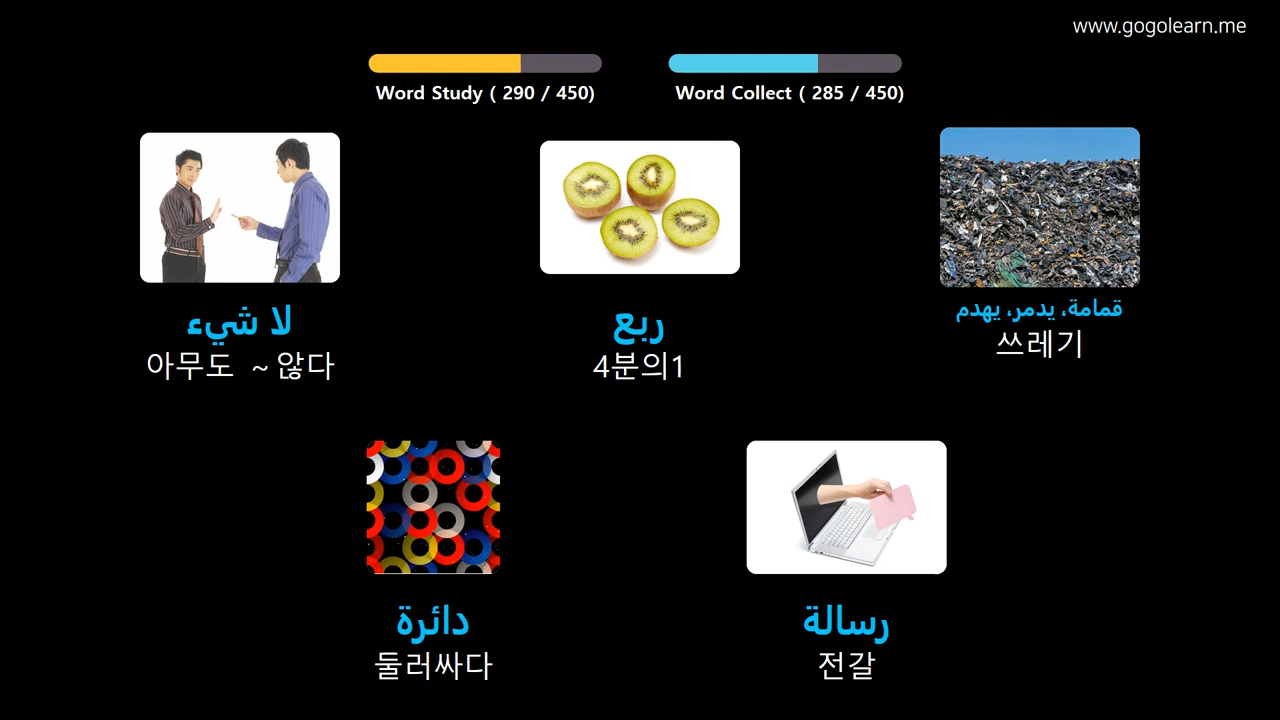 www.gogolearn.me
Word Study ( 290 / 450)
Word Collect ( 285 / 450)
لا شيء
아무도 ~않다
ربع
4분의1
قمامة، يدمر، يهدم
쓰레기
دائرة
둘러싸다
رسالة
전갈